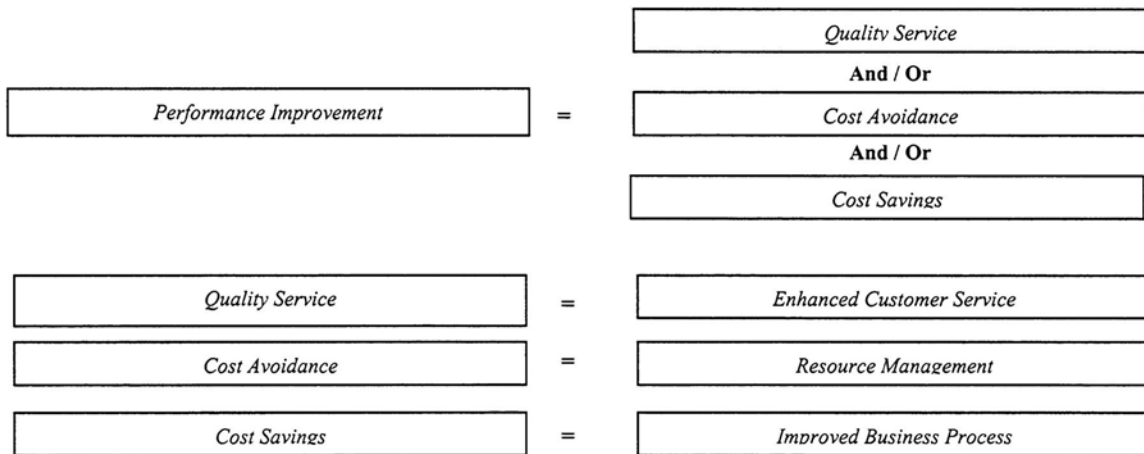 Quality Service
And / Or
Performance Improvement = Cost Avoidance
And / Or
Cost Savings
Quality Service = Enhanced Customer Service
Cost Avoidance = Resource Management
Cost Savings = Improved Business Process